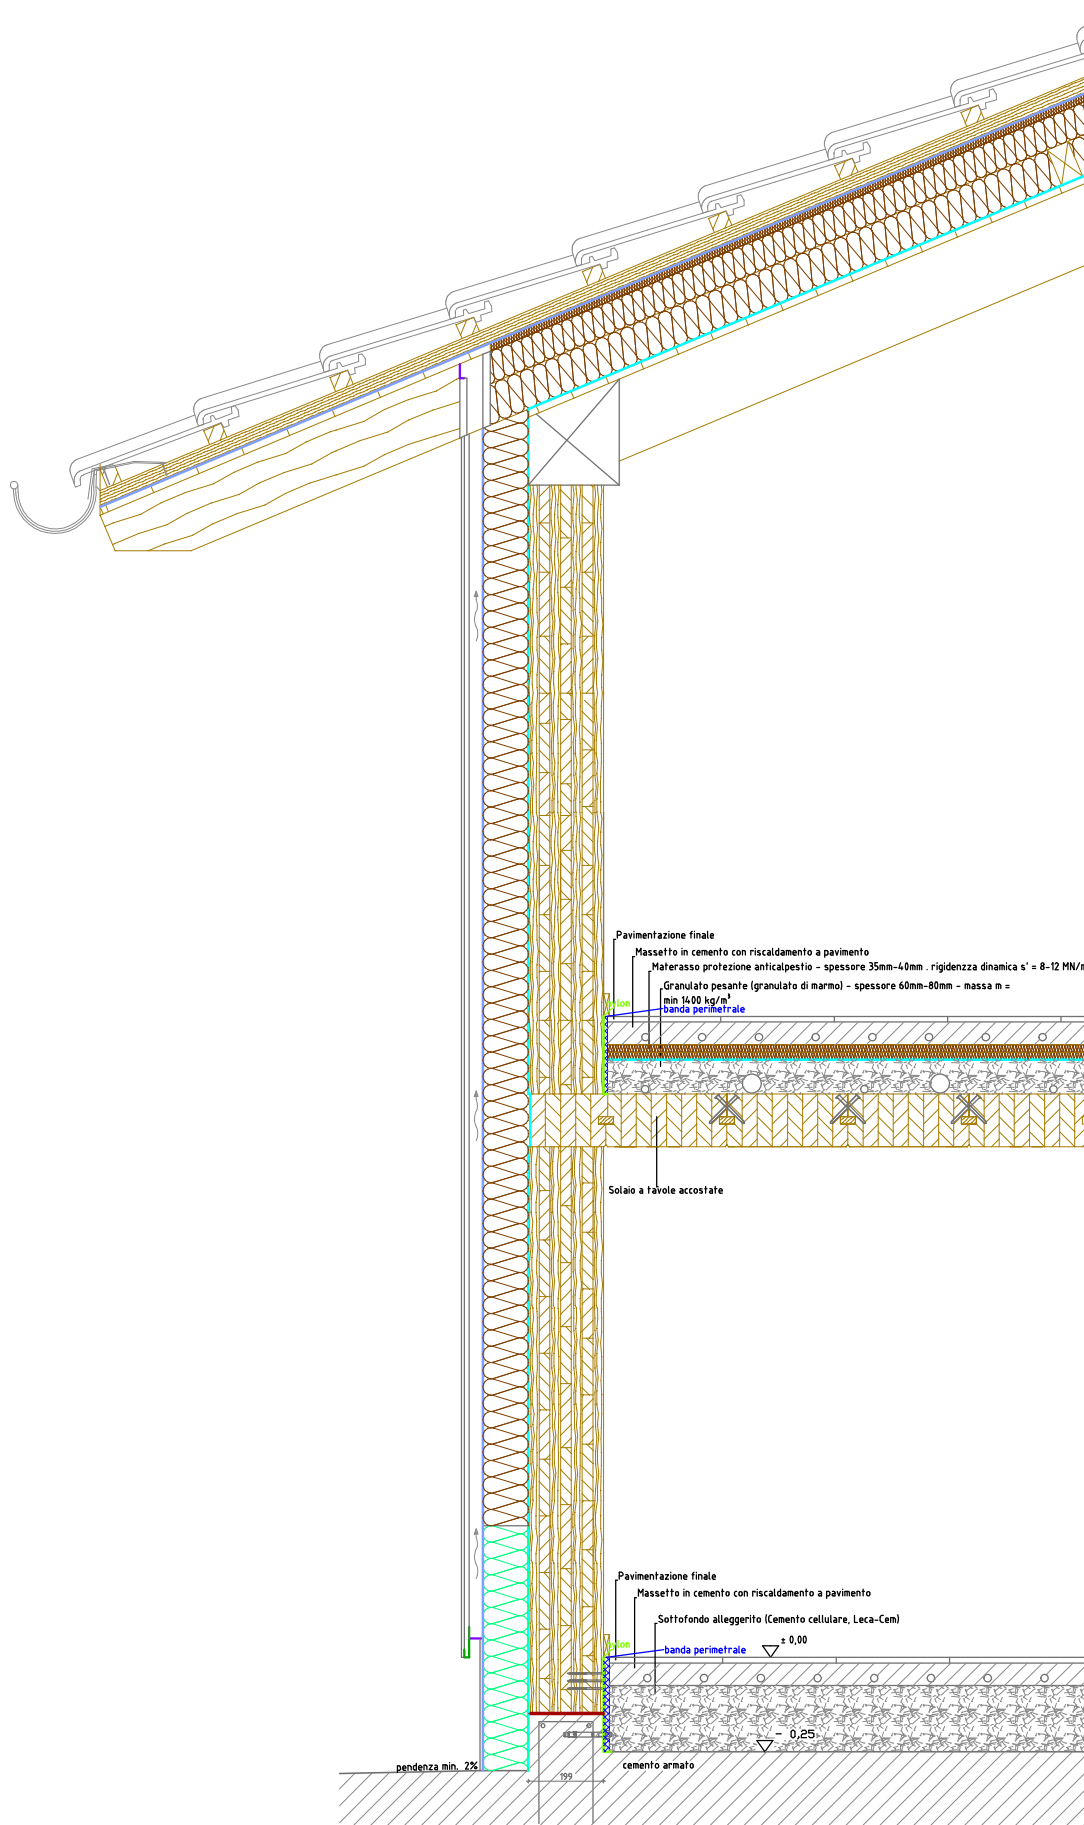 Pavimentazione finale
Massetto in cemento con riscaldamento a pavimento
Materasso protezione anticalpestio - spessore 35mm-40mm . rigidenzza dinamica s' = 8-12 MN/m
Granulato pesante (granulato di marmo) - spessore 60mm-80mm - massa m =
min 1400 kg/m³
nylon
banda perimetrale
Solaio a tavole accostate
Pavimentazione finale
Massetto in cemento con riscaldamento a pavimento
Sottofondo alleggerito (Cemento cellulare, Leca-Cem)
± 0,00
nylon
banda perimetrale
- 0,25
pendenza min. 2%
cemento armato
199